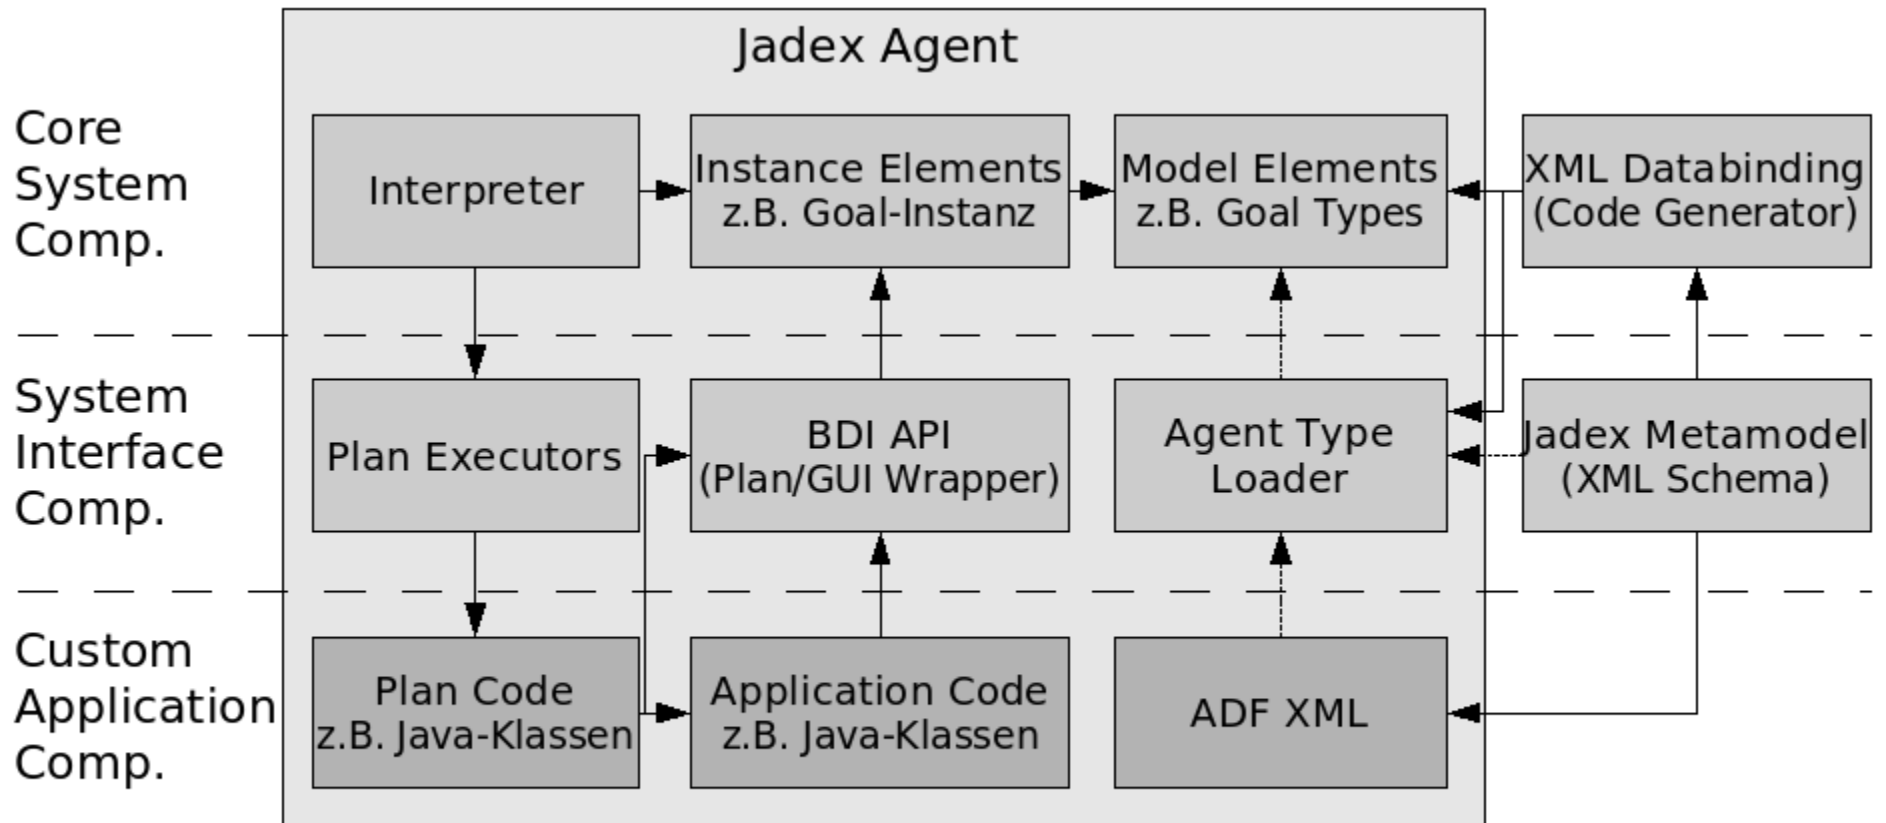 Jadex Agent
Core
System
Comp.
Interpreter
Instance Elements
z.B. Goal-Instanz
Model Elements
z.B. Goal Types
XML Databinding
(Code Generator)
System
Interface
Comp.
Plan Executors
BDI API
(Plan/GUI Wrapper)
Agent Type
Loader
Jadex Metamodel
(XML Schema)
Custom
Application
Comp.
Plan Code
z.B. Java-Klassen
Application Code
z.B. Java-Klassen
ADF XML